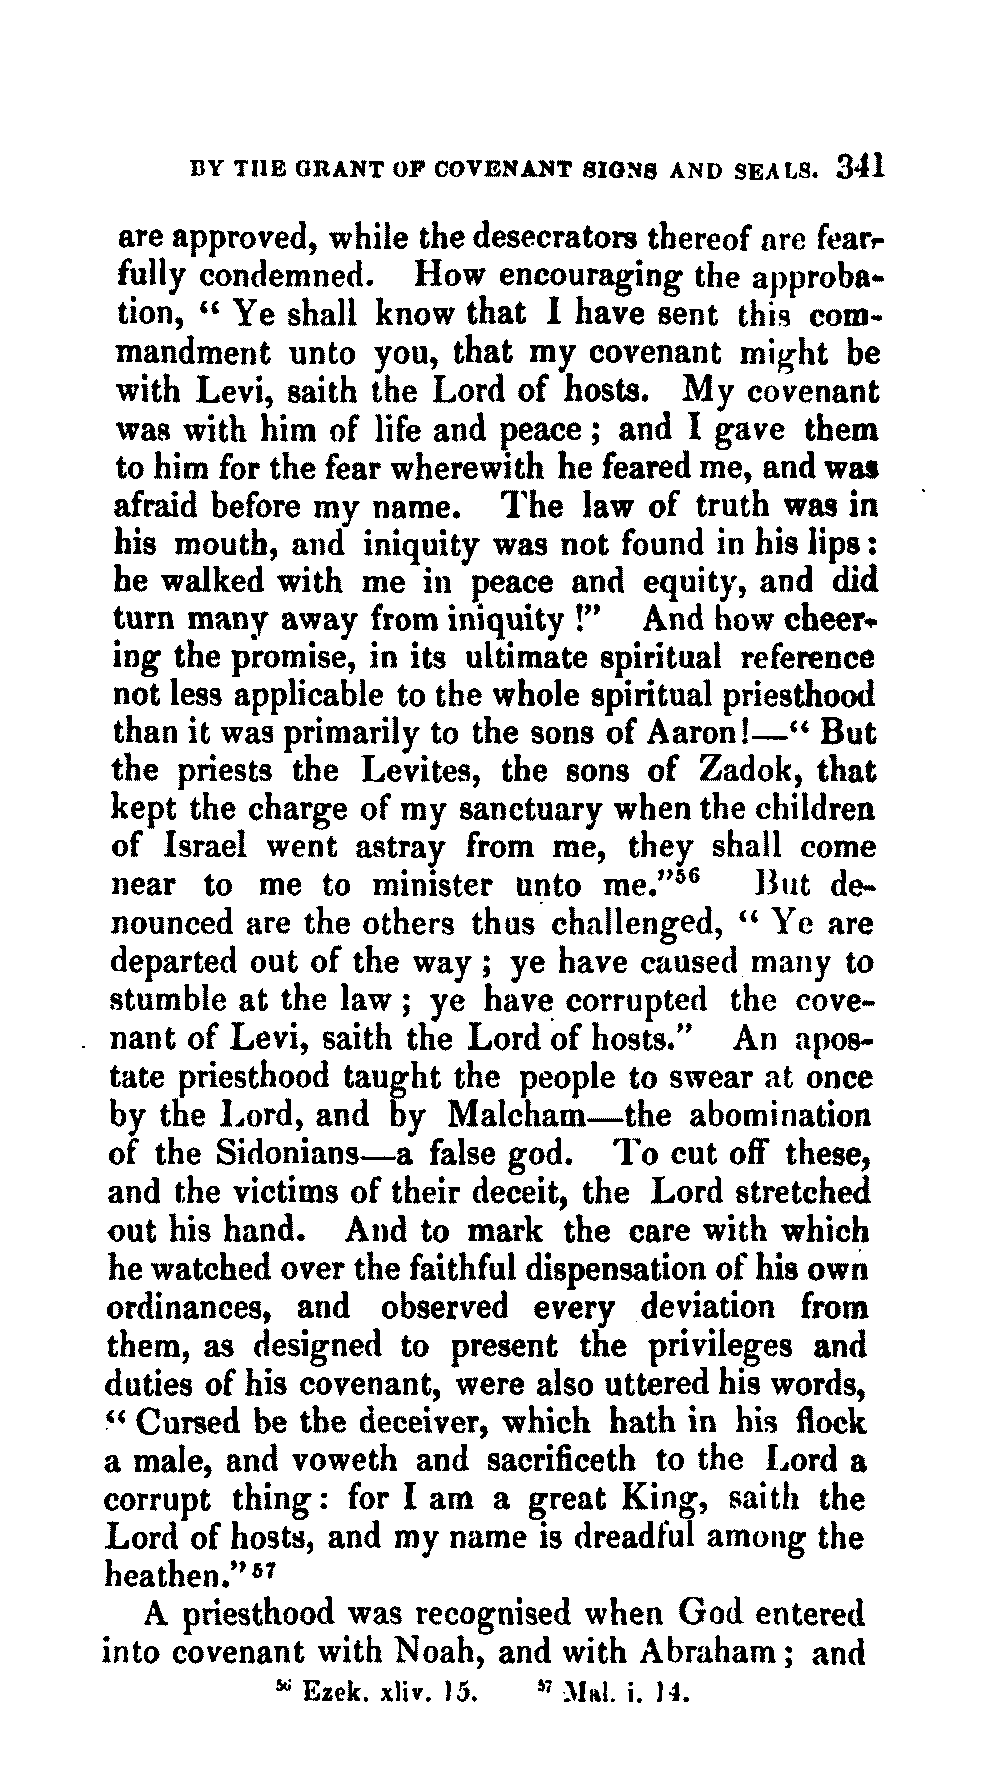 BY THE GRANT OF COVENANT SIGNS AND SEALS. 341
are approved, while the desecrators thereof are fear-
fully condemned. How encouraging the approba-
tion, “ Ye shall know that I have sent this com-
mandment unto you, that my covenant might be
with Levi, saith the Lord of hosts. My covenant
was with him of life and peace ; and I gave them
to him for the fear wherewith he feared me, and was
afraid before my name. The law of truth was in
his mouth, and iniquity was not found in his lips :
he walked with me in peace and equity, and did
turn many away from iniquity !” And how cheer-
ing the promise, in its ultimate spiritual reference
not less applicable to the whole spiritual priesthood
than it was primarily to the sons of Aaron!—“ But
the priests the Levites, the sons of Zadok, that
kept the charge of my sanctuary when the children
of Israel went astray from me, they shall come
near to me to minister unto me.”⁵⁶ But de-
nounced are the others thus challenged, “ Ye are
departed out of the way ; ye have caused many to
stumble at the law ; ye have corrupted the cove-
nant of Levi, saith the Lord of hosts.” An apos-
tate priesthood taught the people to swear at once
by the Lord, and by Malcham—the abomination
of the Sidonians—a false god. To cut off these,
and the victims of their deceit, the Lord stretched
out his hand. And to mark the care with which
he watched over the faithful dispensation of his own
ordinances, and observed every deviation from
them, as designed to present the privileges and
duties of his covenant, were also uttered his words,
“ Cursed be the deceiver, which hath in his flock
a male, and voweth and sacrificeth to the Lord a
corrupt thing : for I am a great King, saith the
Lord of hosts, and my name is dreadful among the
heathen.”⁵⁷
A priesthood was recognised when God entered
into covenant with Noah, and with Abraham ; and
⁵⁶ Ezek. xliv. 15. ⁵⁷ Mal. i. 14.